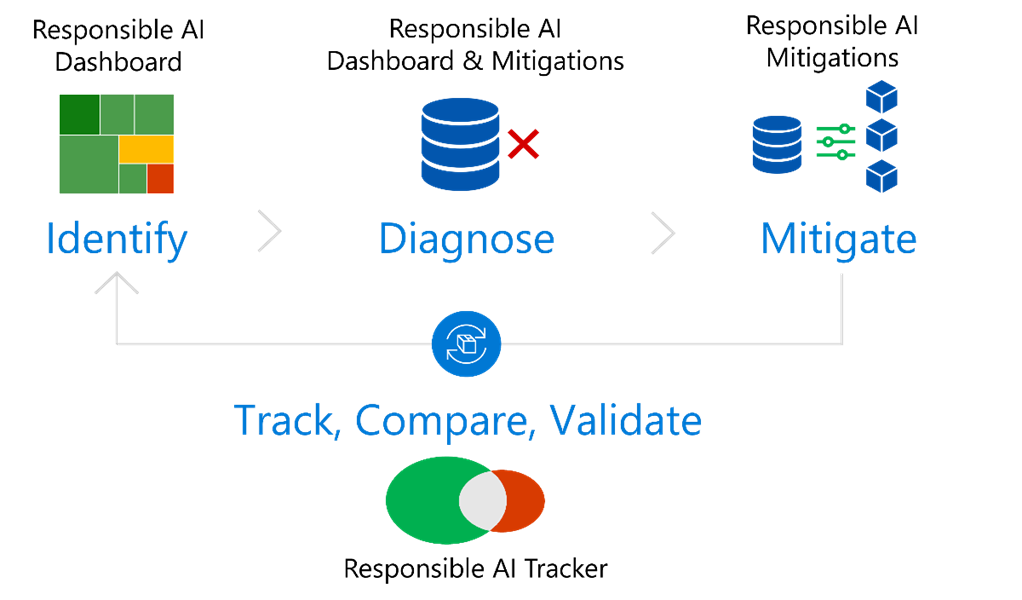 Responsible AI
Dashboard
Responsible AI
Dashboard & Mitigations
Responsible AI
Mitigations
Identify
Diagnose
Mitigate
Track, Compare, Validate
Responsible AI Tracker